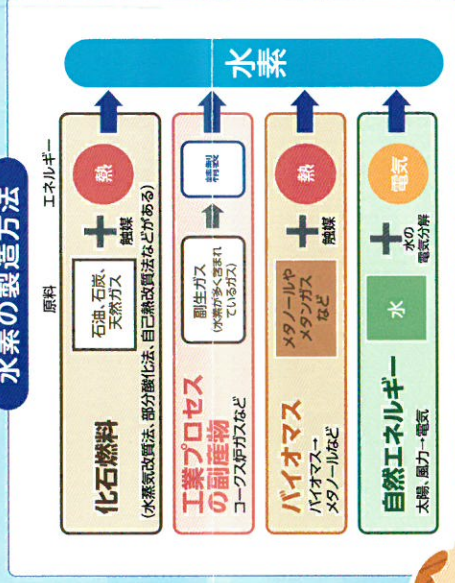 水素の製造方法
原料
エネルギー
化石燃料
石油、石炭、
天然ガス
触媒
熱
(水蒸気改質法、部分酸化法、自己熱改質法などがある)
工業プロセス
の副産物
コークス炉ガスなど
副生ガス
(水素が多く含まれ
ているガス)
精製
バイオマス
バイオマス→
メタノールなど
メタノールや
メタンガス
など
触媒
熱
自然エネルギー
太陽、風力→電気
水
水の
電気分解
電気
水素